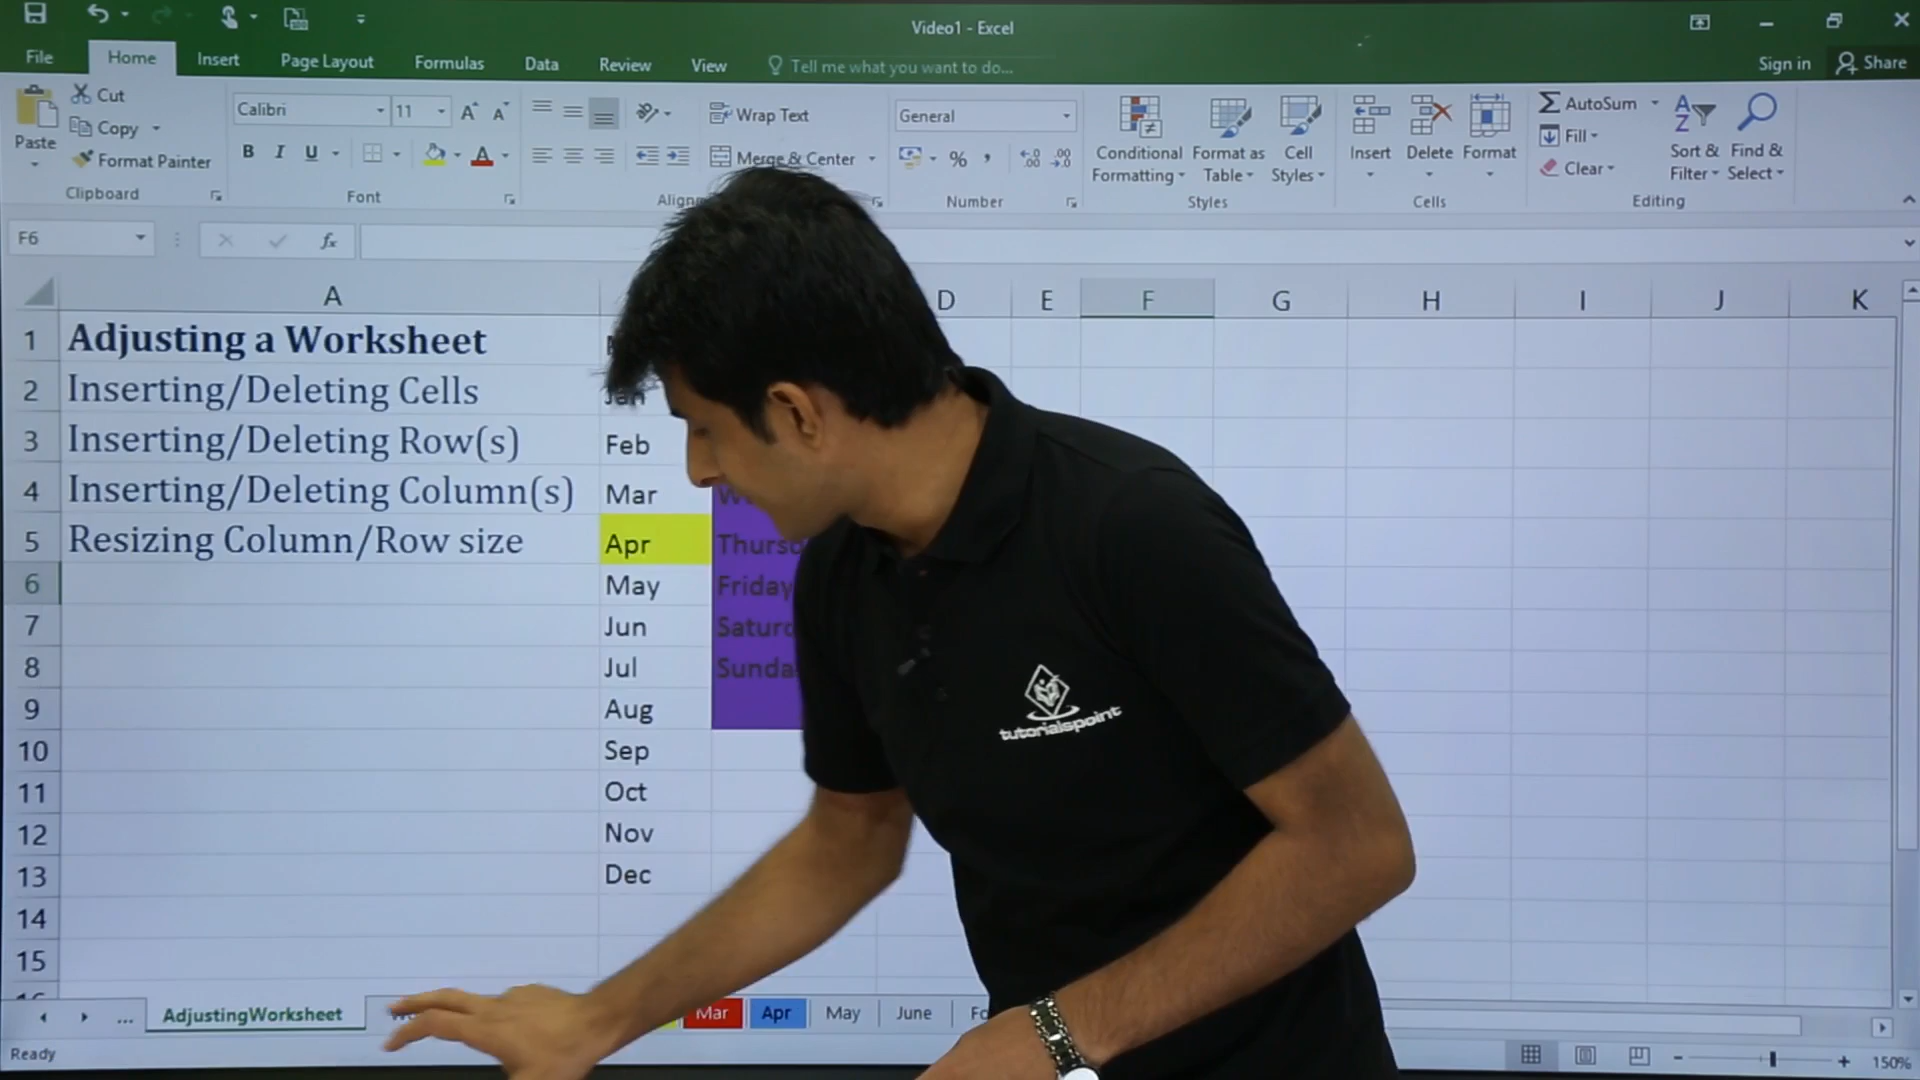 Video1 - Excel
File Home Insert Page Layout Formulas Data Review View Tell me what you want to do... Sign in Share
Paste Cut Copy Format Painter Clipboard
Calibri 11 B I U A Font
Wrap Text Merge & Center
General % , Number
Conditional Formatting Format as Table Cell Styles Styles
Insert Delete Format Cells
AutoSum Fill Clear Sort & Filter Find & Select Editing
F6 fx
A D E F G H I J K
1 Adjusting a Worksheet
2 Inserting/Deleting Cells Jan
3 Inserting/Deleting Row(s) Feb
4 Inserting/Deleting Column(s) Mar
5 Resizing Column/Row size Apr
6 May Friday
7 Jun
8 Jul
9 Aug
10 Sep
11 Oct
12 Nov
13 Dec
14
15
tutorialspoint
... AdjustingWorksheet Mar Apr May June
Ready 150%